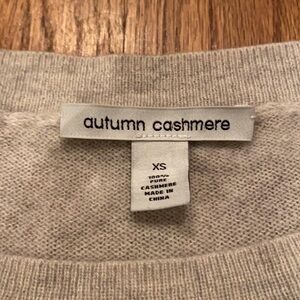 autumn cashmere
XS
100%
PURE
CASHMERE
MADE IN
CHINA